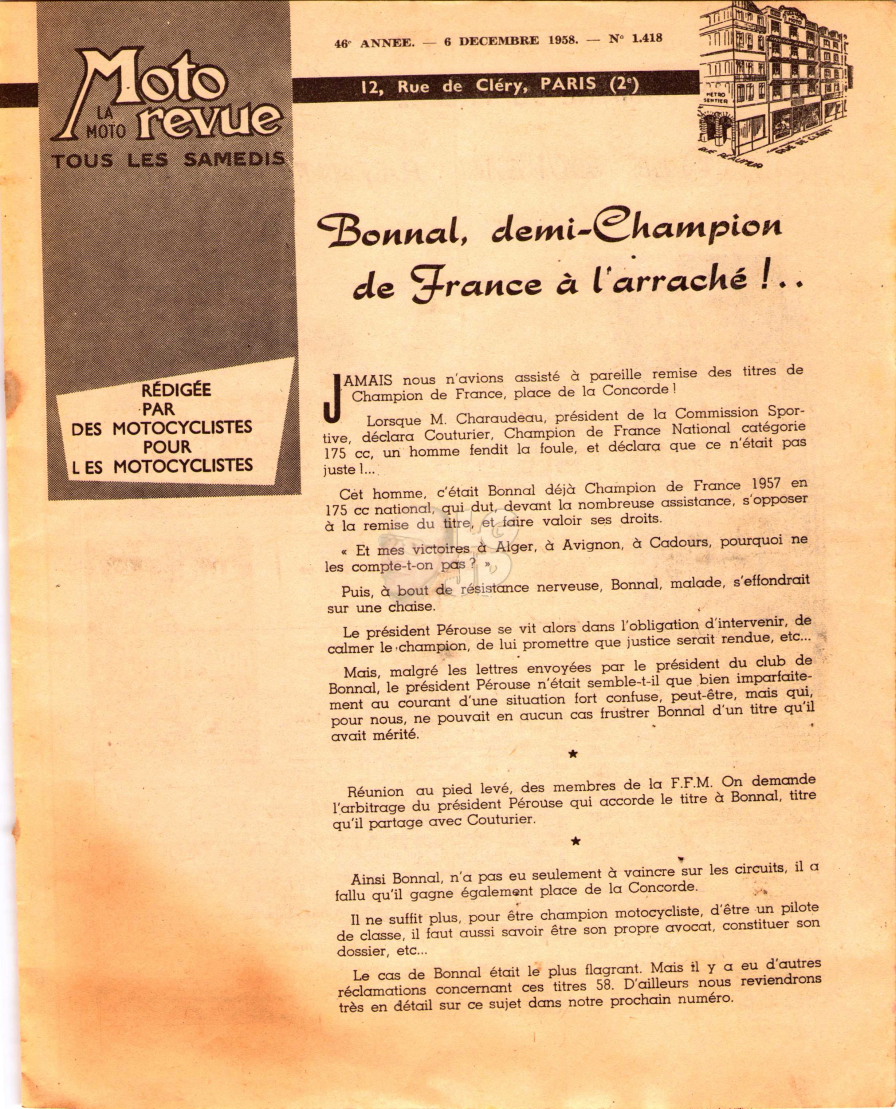 46e ANNEE. — 6 DECEMBRE 1958. — N° 1.418
12, Rue de Cléry, PARIS (2e)
METRO
SENTIER
RUE REAUMUR
RUE DE CLERY
Moto
LA
MOTO
revue
TOUS LES SAMEDIS
RÉDIGÉE
PAR
DES MOTOCYCLISTES
POUR
LES MOTOCYCLISTES
Bonnal, demi-Champion
de France à l'arraché !..
JAMAIS nous n'avions assisté à pareille remise des titres de
Champion de France, place de la Concorde !
Lorsque M. Charaudeau, président de la Commission Spor-
tive, déclara Couturier, Champion de France National catégorie
175 cc, un homme fendit la foule, et déclara que ce n'était pas
juste !...
Cet homme, c'était Bonnal déjà Champion de France 1957 en
175 cc national, qui dut, devant la nombreuse assistance, s'opposer
à la remise du titre, et faire valoir ses droits.
« Et mes victoires à Alger, à Avignon, à Cadours, pourquoi ne
les compte-t-on pas ? »
Puis, à bout de résistance nerveuse, Bonnal, malade, s'effondrait
sur une chaise.
Le président Pérouse se vit alors dans l'obligation d'intervenir, de
calmer le champion, de lui promettre que justice serait rendue, etc...
Mais, malgré les lettres envoyées par le président du club de
Bonnal, le président Pérouse n'était semble-t-il que bien imparfaite-
ment au courant d'une situation fort confuse, peut-être, mais qui,
pour nous, ne pouvait en aucun cas frustrer Bonnal d'un titre qu'il
avait mérité.
★
Réunion au pied levé, des membres de la F.F.M. On demande
l'arbitrage du président Pérouse qui accorde le titre à Bonnal, titre
qu'il partage avec Couturier.
★
Ainsi Bonnal, n'a pas eu seulement à vaincre sur les circuits, il a
fallu qu'il gagne également place de la Concorde.
Il ne suffit plus, pour être champion motocycliste, d'être un pilote
de classe, il faut aussi savoir être son propre avocat, constituer son
dossier, etc...
Le cas de Bonnal était le plus flagrant. Mais il y a eu d'autres
réclamations concernant ces titres 58. D'ailleurs nous reviendrons
très en détail sur ce sujet dans notre prochain numéro.